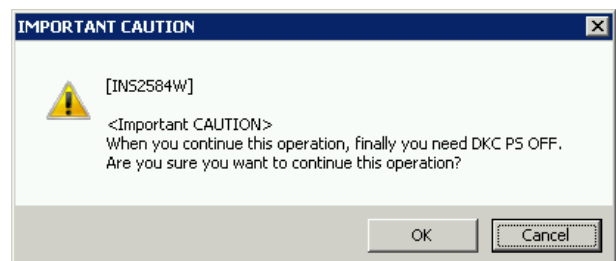 IMPORTANT CAUTION
[INS2584W]
<Important CAUTION>
When you continue this operation, finally you need DKC PS OFF.
Are you sure you want to continue this operation?
OK
Cancel